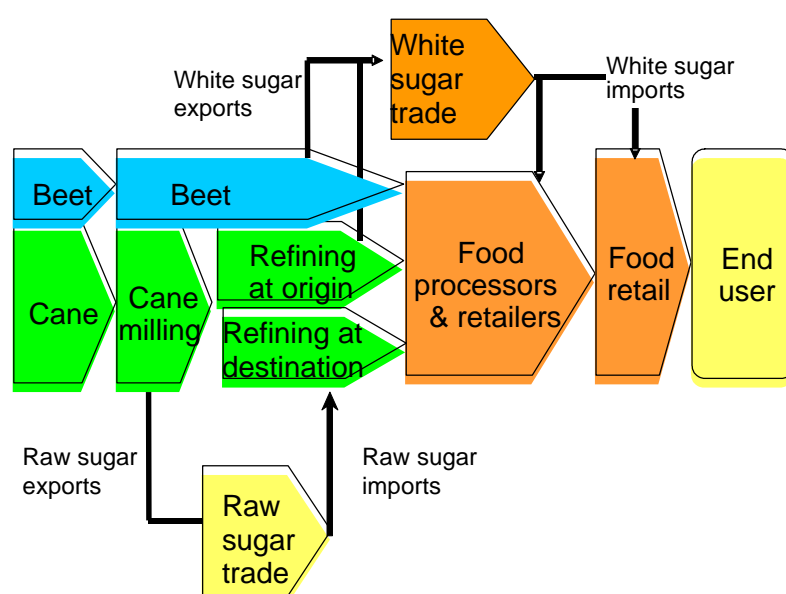 White
sugar
trade
White sugar
exports
White sugar
imports
Beet
Beet
Cane
Cane
milling
Refining
at origin
Refining at
destination
Food
processors
& retailers
Food
retail
End
user
Raw sugar
exports
Raw
sugar
trade
Raw sugar
imports